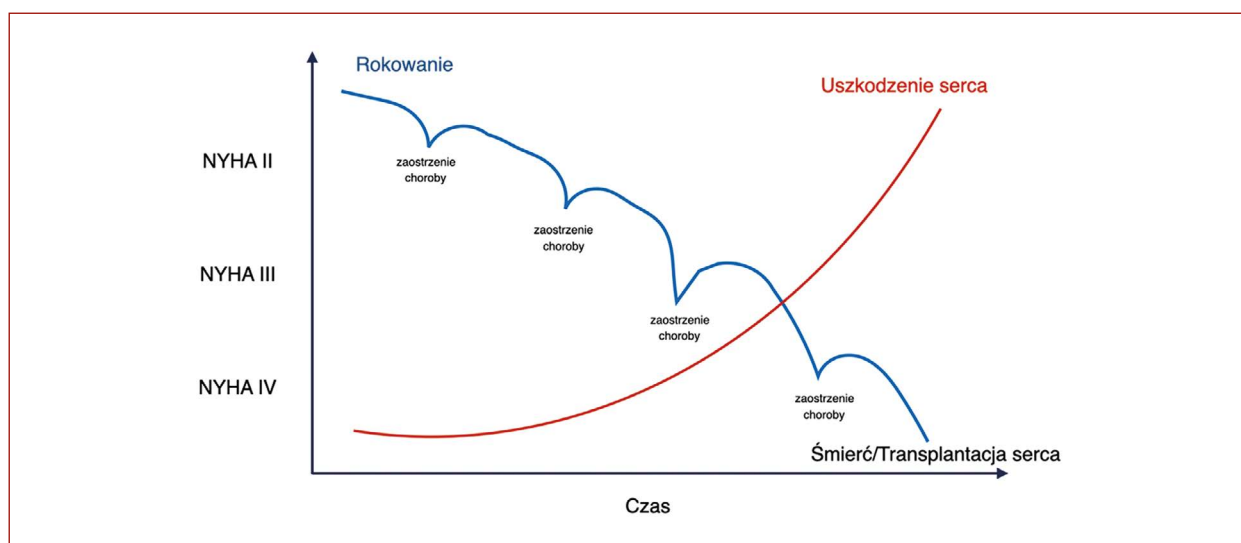 Rokowanie
Uszkodzenie serca
NYHA II
zaostrzenie
choroby
zaostrzenie
choroby
NYHA III
zaostrzenie
choroby
NYHA IV
zaostrzenie
choroby
Śmierć/Transplantacja serca
Czas